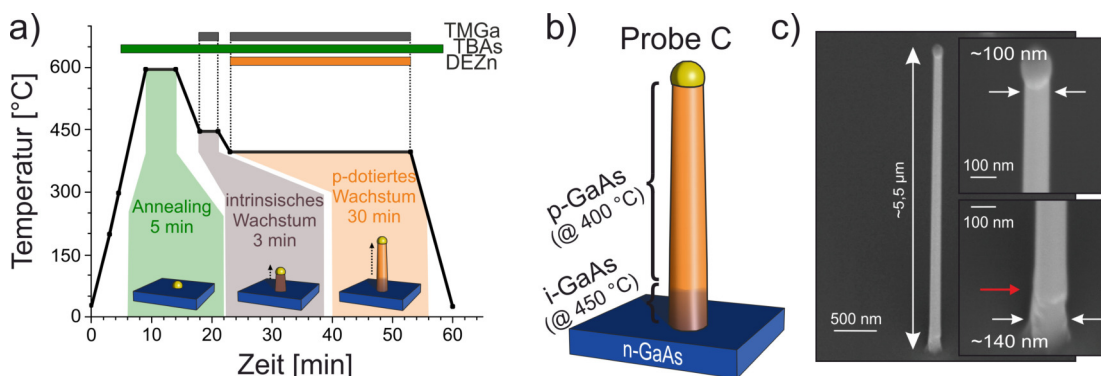 a)
TMGa
TBAs
DEZn
Temperatur [°C]
600
450
300
150
0
Annealing
5 min
intrinsisches
Wachstum
3 min
p-dotiertes
Wachstum
30 min
0 10 20 30 40 50 60
Zeit [min]
b)
Probe C
p-GaAs
(@ 400 °C)
i-GaAs
(@ 450 °C)
n-GaAs
c)
~5,5 µm
500 nm
~100 nm
100 nm
100 nm
~140 nm